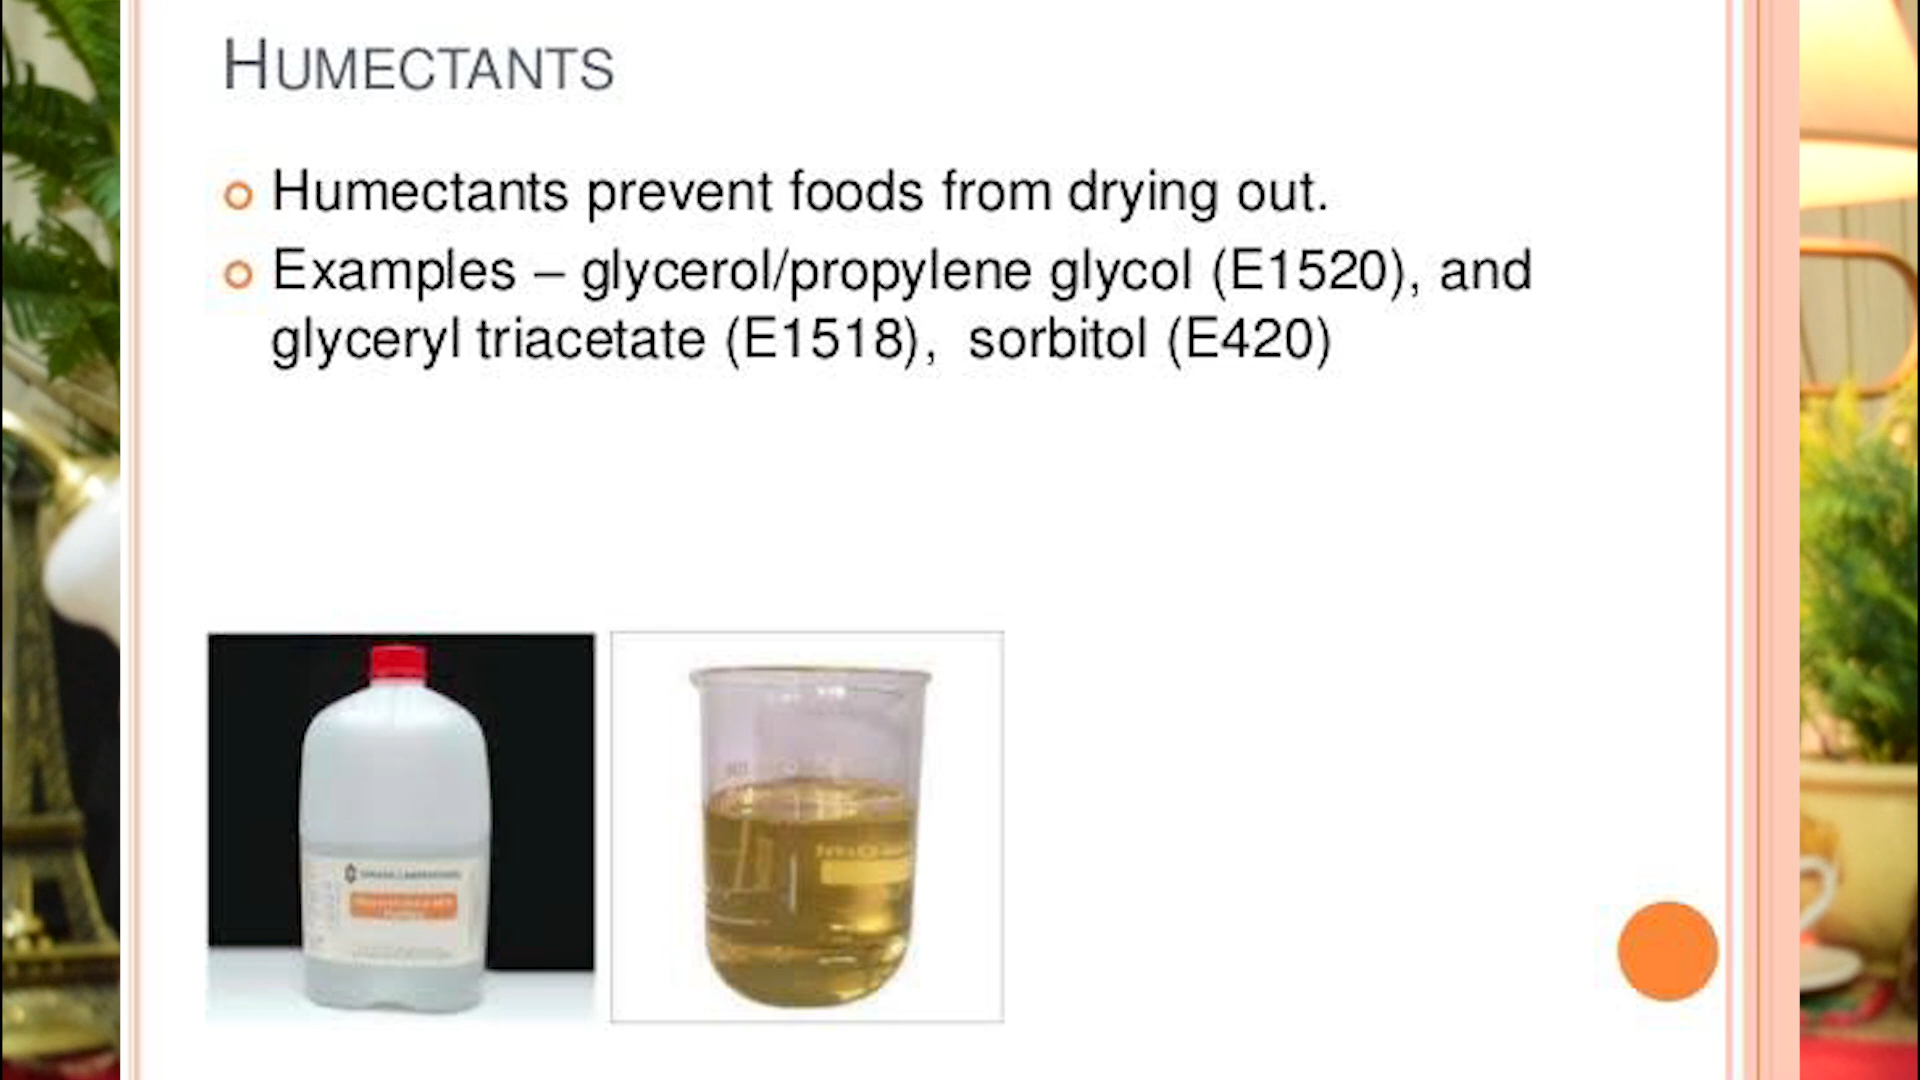 HUMECTANTS
Humectants prevent foods from drying out.
Examples – glycerol/propylene glycol (E1520), and
glyceryl triacetate (E1518), sorbitol (E420)